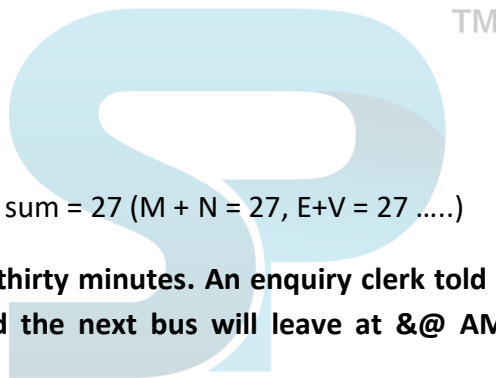 TM
sum = 27 (M + N = 27, E+V = 27 .....)
thirty minutes. An enquiry clerk told
d the next bus will leave at &@ AM